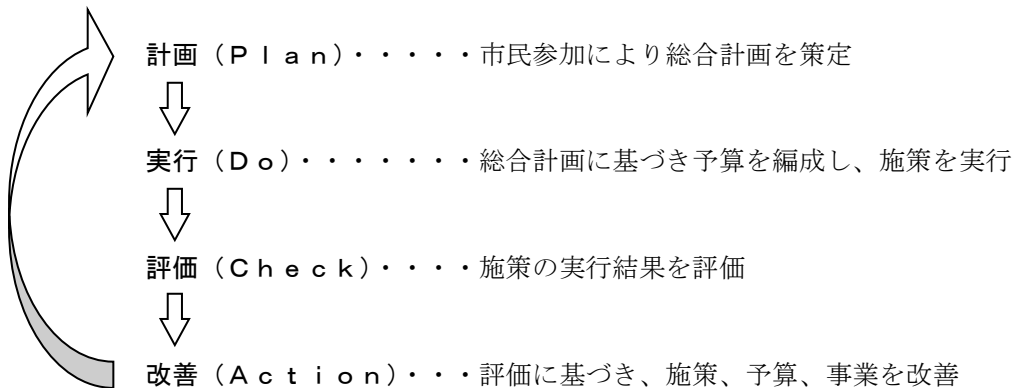 計画（Ｐｌａｎ）・・・・・市民参加により総合計画を策定
実行（Ｄｏ）・・・・・・・総合計画に基づき予算を編成し、施策を実行
評価（Ｃｈｅｃｋ）・・・・施策の実行結果を評価
改善（Ａｃｔｉｏｎ）・・・評価に基づき、施策、予算、事業を改善